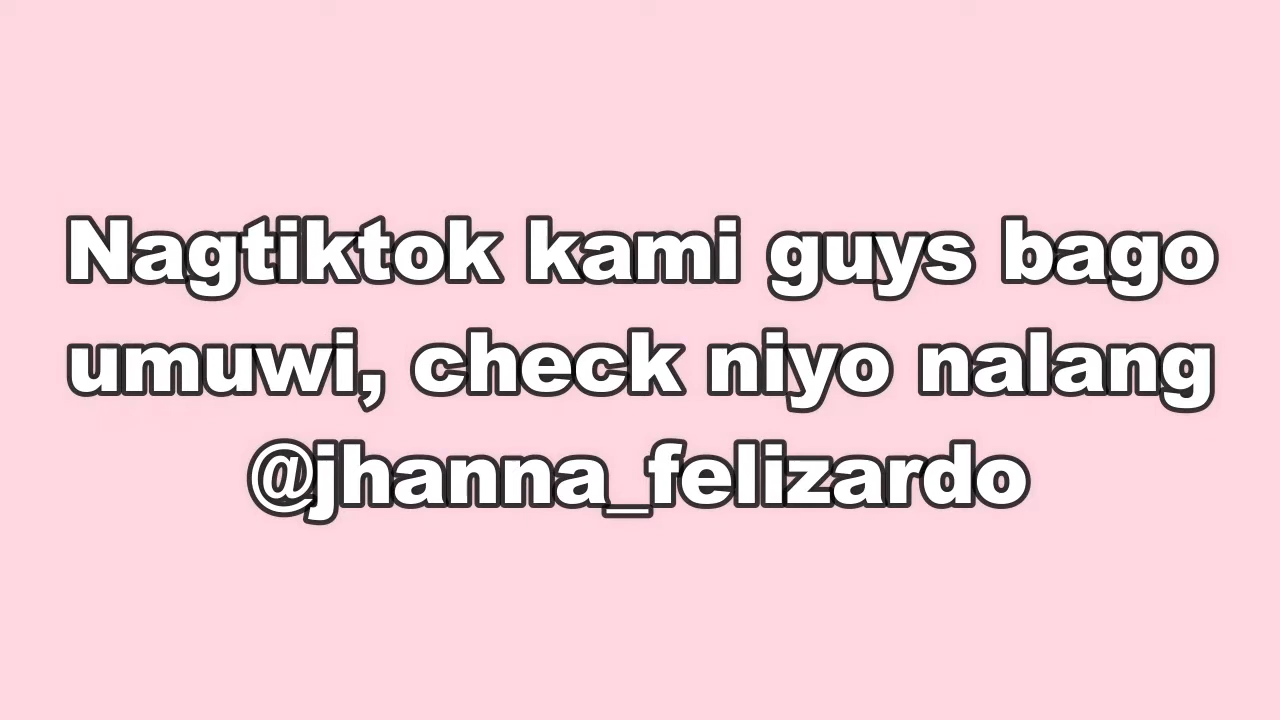 Nagtiktok kami guys bago
umuwi, check niyo nalang
@jhanna_felizardo